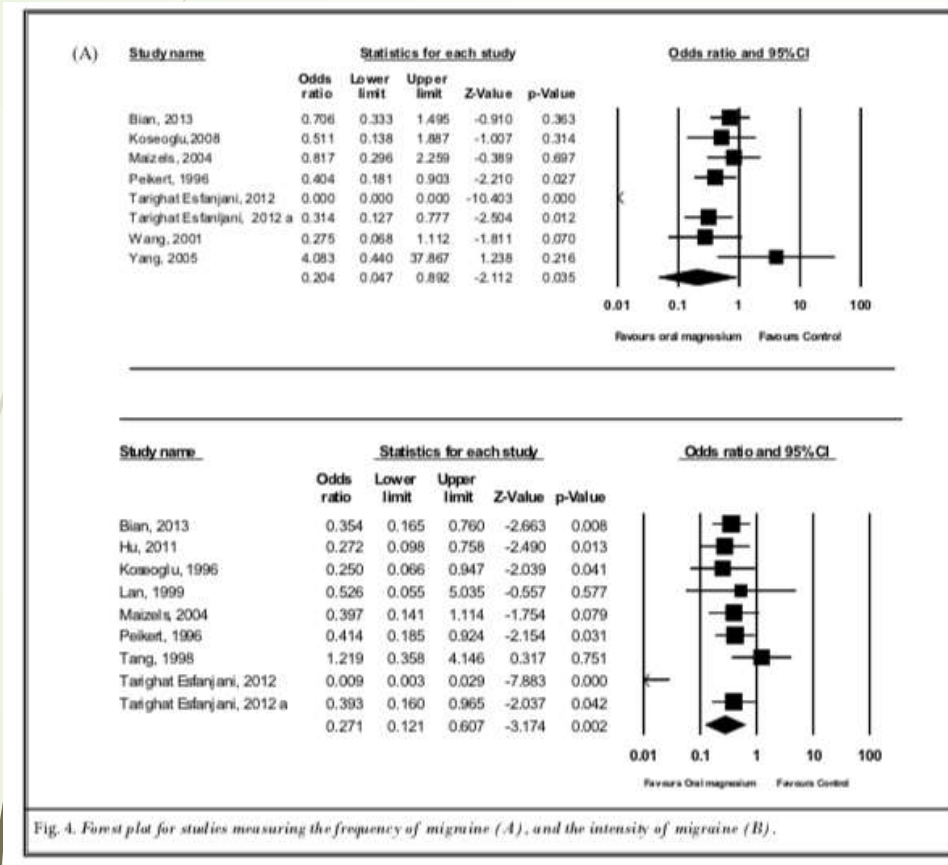 (A) Study name Statistics for each study Odds ratio and 95% CI
Odds Lower Upper
ratio limit limit Z-Value p-Value
Bian, 2013 0.706 0.333 1.495 -0.910 0.363
Koseoglu, 2008 0.511 0.138 1.887 -1.007 0.314
Maizels, 2004 0.817 0.296 2.259 -0.389 0.697
Peikert, 1996 0.404 0.181 0.903 -2.210 0.027
Tarighat Esfanjani, 2012 0.000 0.000 0.000 -10.403 0.000
Tarighat Esfanijani, 2012 a 0.314 0.127 0.777 -2.504 0.012
Wang, 2001 0.275 0.068 1.112 -1.811 0.070
Yang, 2005 4.083 0.440 37.867 1.238 0.216
0.204 0.047 0.892 -2.112 0.035
0.01 0.1 1 10 100
Favours oral magnesium Favours Control
Study name Statistics for each study Odds ratio and 95% CI
Odds Lower Upper
ratio limit limit Z-Value p-Value
Bian, 2013 0.354 0.165 0.760 -2.663 0.008
Hu, 2011 0.272 0.098 0.758 -2.490 0.013
Koseoglu, 1996 0.250 0.066 0.947 -2.039 0.041
Lan, 1999 0.526 0.055 5.035 -0.557 0.577
Maizels, 2004 0.397 0.141 1.114 -1.754 0.079
Peikert, 1996 0.414 0.185 0.924 -2.154 0.031
Tang, 1998 1.219 0.358 4.146 0.317 0.751
Tarighat Esfanjani, 2012 0.009 0.003 0.029 -7.883 0.000
Tarighat Esfanjani, 2012 a 0.393 0.160 0.965 -2.037 0.042
0.271 0.121 0.607 -3.174 0.002
0.01 0.1 1 10 100
Favours Oral magnesium Favours Control
Fig. 4. Forest plot for studies measuring the frequency of migraine (A), and the intensity of migraine (B).